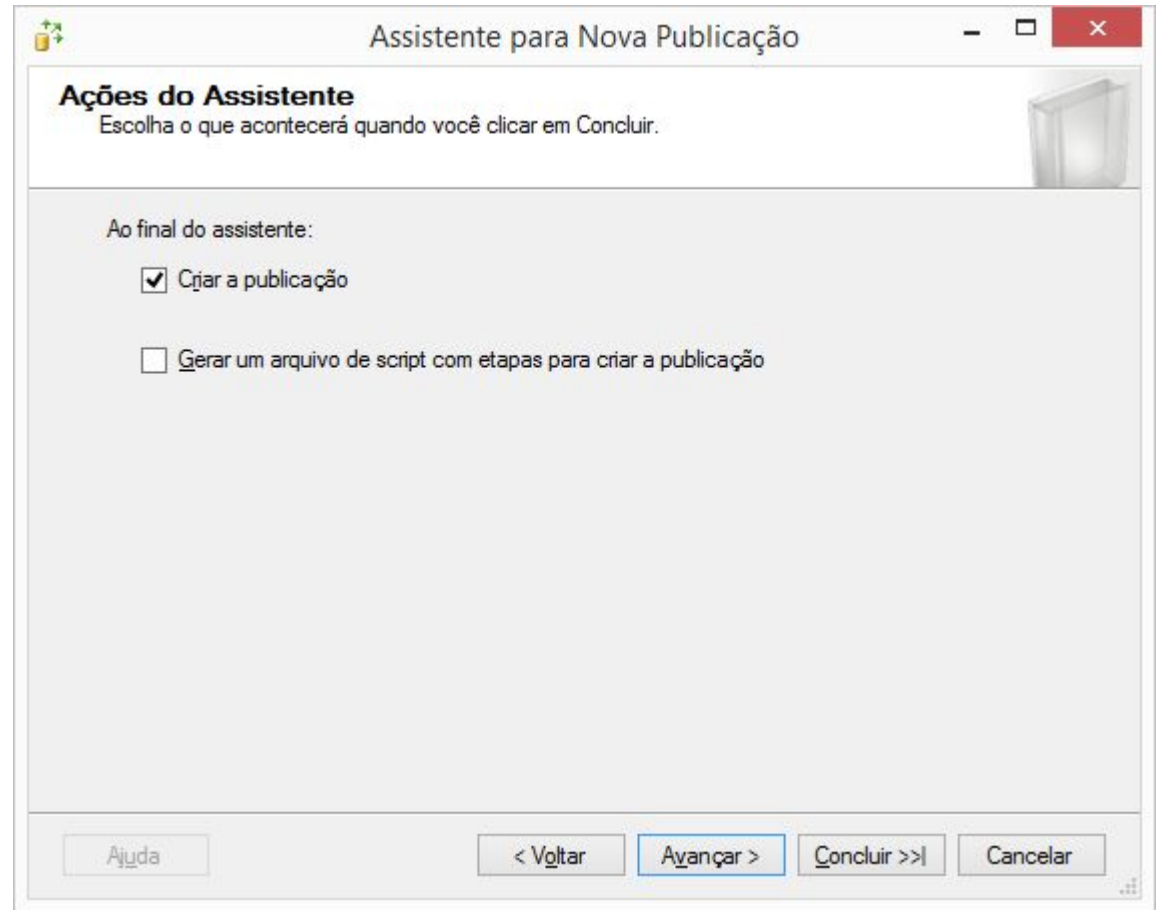 Assistente para Nova Publicação
Ações do Assistente
Escolha o que acontecerá quando você clicar em Concluir.
Ao final do assistente:
Criar a publicação
Gerar um arquivo de script com etapas para criar a publicação
Ajuda
< Voltar
Avançar >
Concluir >>|
Cancelar